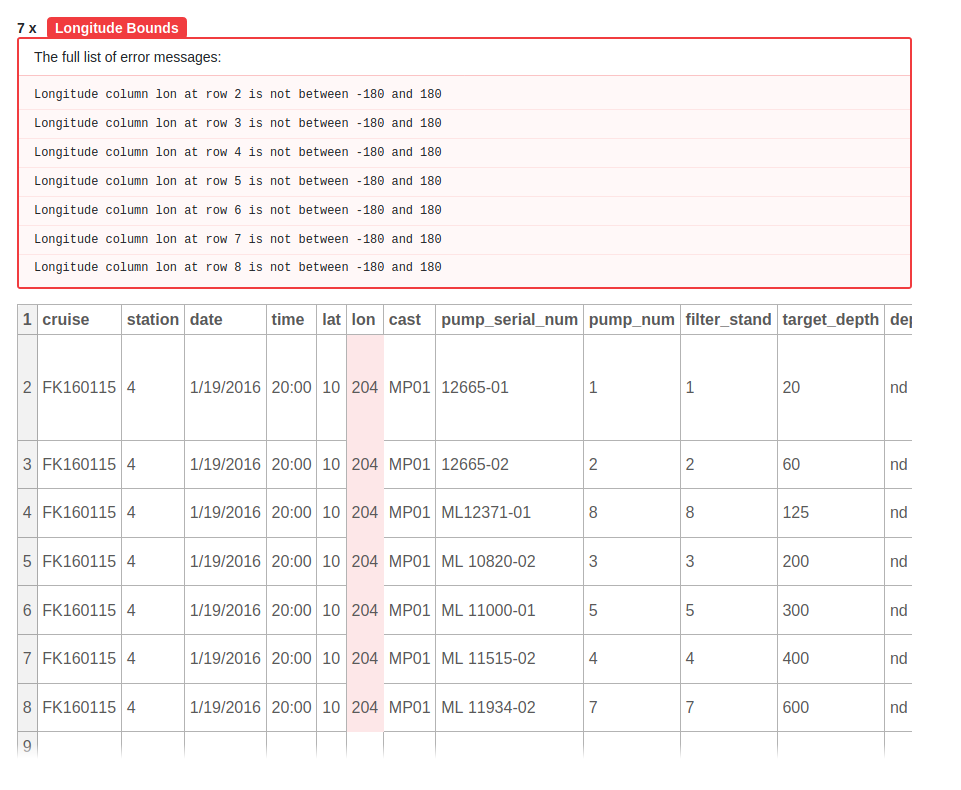 7 x Longitude Bounds
The full list of error messages:
Longitude column lon at row 2 is not between -180 and 180
Longitude column lon at row 3 is not between -180 and 180
Longitude column lon at row 4 is not between -180 and 180
Longitude column lon at row 5 is not between -180 and 180
Longitude column lon at row 6 is not between -180 and 180
Longitude column lon at row 7 is not between -180 and 180
Longitude column lon at row 8 is not between -180 and 180
1 cruise station date time lat lon cast pump_serial_num pump_num filter_stand target_depth
2 FK160115 4 1/19/2016 20:00 10 204 MP01 12665-01 1 1 20 nd
3 FK160115 4 1/19/2016 20:00 10 204 MP01 12665-02 2 2 60 nd
4 FK160115 4 1/19/2016 20:00 10 204 MP01 ML12371-01 8 8 125 nd
5 FK160115 4 1/19/2016 20:00 10 204 MP01 ML 10820-02 3 3 200 nd
6 FK160115 4 1/19/2016 20:00 10 204 MP01 ML 11000-01 5 5 300 nd
7 FK160115 4 1/19/2016 20:00 10 204 MP01 ML 11515-02 4 4 400 nd
8 FK160115 4 1/19/2016 20:00 10 204 MP01 ML 11934-02 7 7 600 nd
9